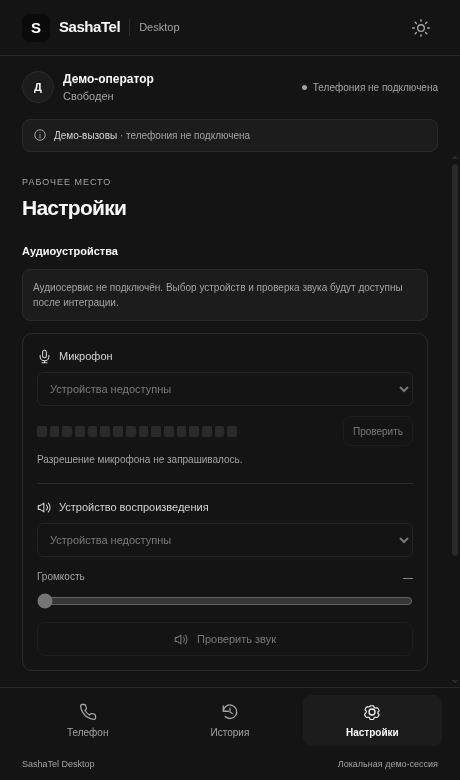 S SashaTel Desktop
Д Демо-оператор
Свободен
Телефония не подключена
Демо-вызовы · телефония не подключена
РАБОЧЕЕ МЕСТО
Настройки
Аудиоустройства
Аудиосервис не подключён. Выбор устройств и проверка звука будут доступны
после интеграции.
Микрофон
Устройства недоступны
Проверить
Разрешение микрофона не запрашивалось.
Устройство воспроизведения
Устройства недоступны
Громкость —
Проверить звук
Телефон История Настройки
SashaTel Desktop Локальная демо-сессия